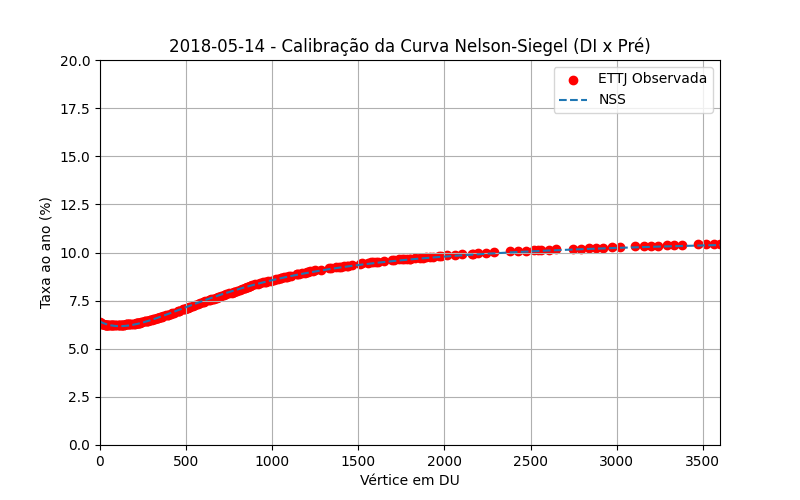 2018-05-14 - Calibração da Curva Nelson-Siegel (DI x Pré)
ETTJ Observada
NSS
Taxa ao ano (%)
20.0
17.5
15.0
12.5
10.0
7.5
5.0
2.5
0.0
0 500 1000 1500 2000 2500 3000 3500
Vértice em DU